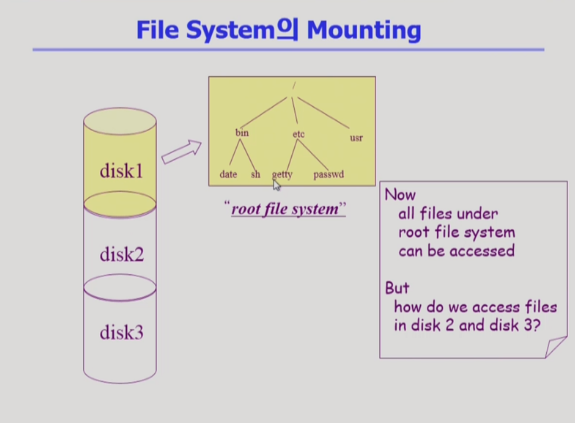 File System의 Mounting
/
bin etc usr
date sh getty passwd
"root file system"
disk1
disk2
disk3
Now
all files under
root file system
can be accessed
But
how do we access files
in disk 2 and disk 3?